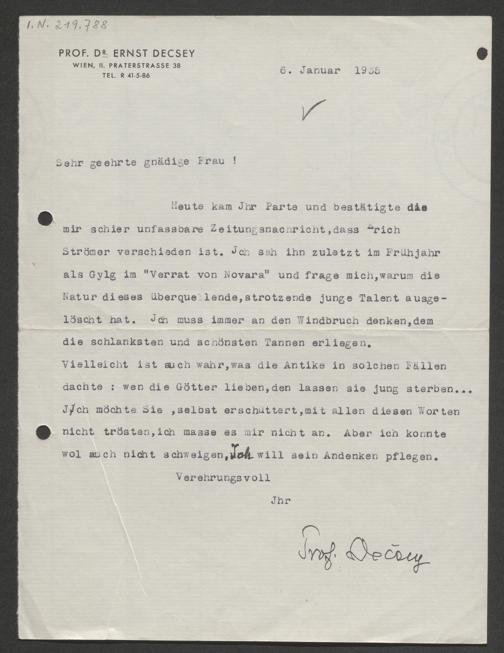 I.N. 219.788
PROF. DR. ERNST DECSEY
WIEN, II. PRATERSTRASSE 38
TEL. R 41-5-86
6. Januar 1935
Sehr geehrte gnädige Frau !
Heute kam Jhr Parte und bestätigte die
mir schier unfassbare Zeitungsnachricht,dass Erich
Strömer verschieden ist. Jch sah ihn zuletzt im Frühjahr
als Gylg im "Verrat von Novara" und frage mich,warum die
Natur dieses überquellende,strotzende junge Talent ausge-
löscht hat. Jch muss immer an den Windbruch denken,dem
die schlanksten und schönsten Tannen erliegen.
Vielleicht ist auch wahr,was die Antike in solchen Fällen
dachte : wen die Götter lieben,den lassen sie jung sterben...
J/ch möchte Sie ,selbst erschüttert,mit allen diesen Worten
nicht trösten,ich masse es mir nicht an. Aber ich konnte
wol auch nicht schweigen,Jch will sein Andenken pflegen.
Verehrungsvoll
Jhr
Prof. Decsey